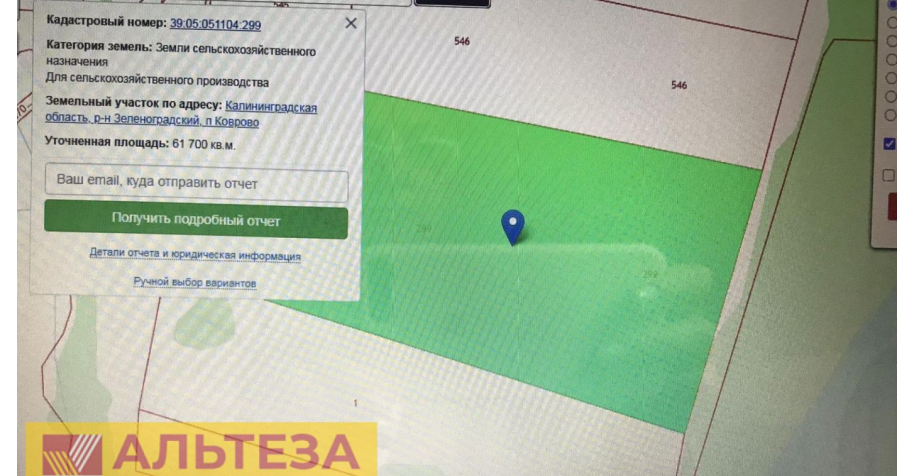 Кадастровый номер: 39:05:051104:299
Категория земель: Земли сельскохозяйственного
назначения
Для сельскохозяйственного производства
Земельный участок по адресу: Калининградская
область, р-н Зеленоградский, п Коврово
Уточненная площадь: 61 700 кв.м.
Ваш email, куда отправить отчет
Получить подробный отчет
Детали отчета и юридическая информация
Ручной выбор вариантов
546
546
299
299
1
АЛЬТЕЗА